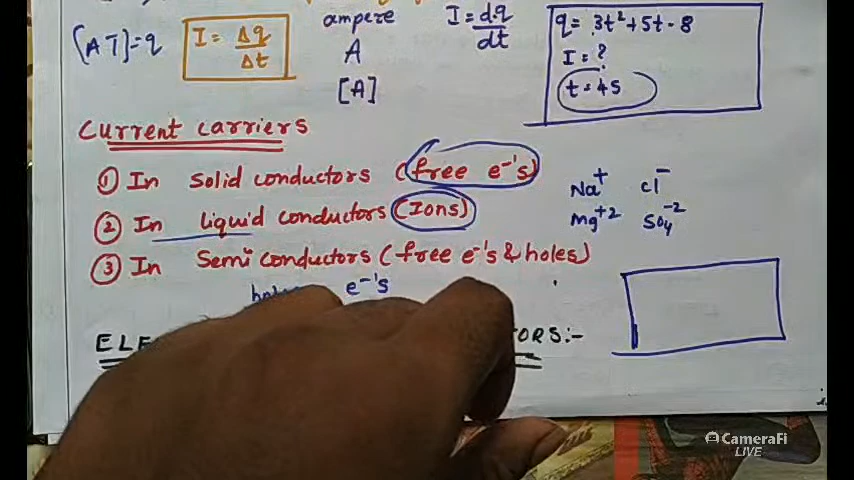 ampere
I = dq/dt
q = 3t²+5t-8
[AT]=q
I = Δq/Δt
A
I = ?
[A]
t = 4s
Current carriers
① In Solid conductors (free e⁻'s)
Na⁺ Cl⁻
② In liquid conductors (Ions)
Mg⁺² SO₄⁻²
③ In Semi conductors (free e⁻'s & holes)
e⁻'s
CameraFi
LIVE